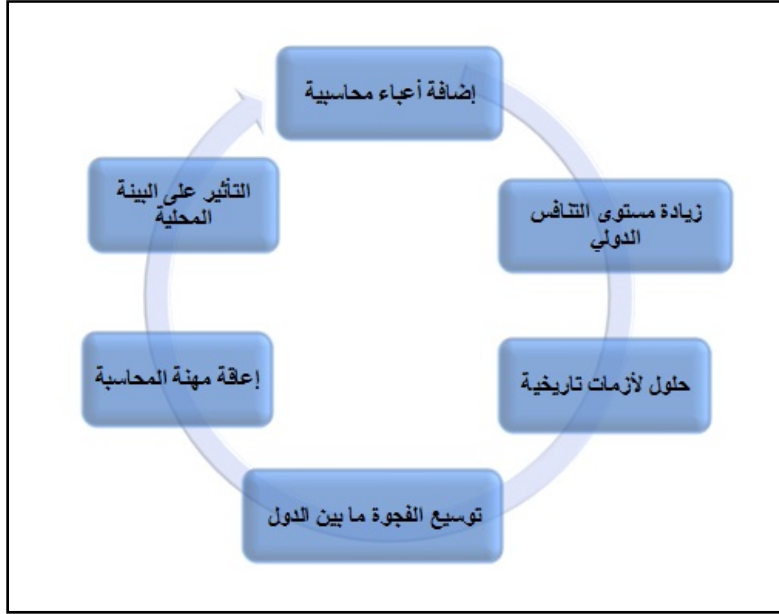 إضافة أعباء محاسبية
زيادة مستوى التنافس
الدولي
حلول لأزمات تاريخية
توسيع الفجوة ما بين الدول
إعاقة مهنة المحاسبة
التأثير على البيئة
المحلية